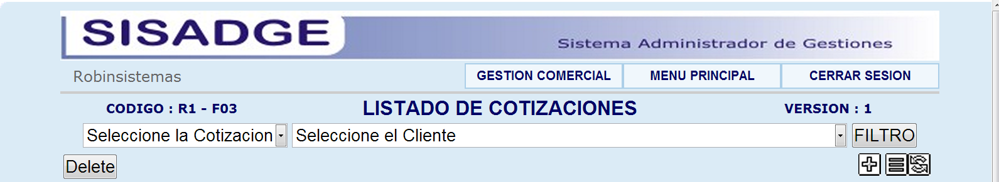 SISADGE
Sistema Administrador de Gestiones
Robinsistemas
GESTION COMERCIAL MENU PRINCIPAL CERRAR SESION
CODIGO : R1 - F03 LISTADO DE COTIZACIONES VERSION : 1
Seleccione la Cotizacion Seleccione el Cliente FILTRO
Delete